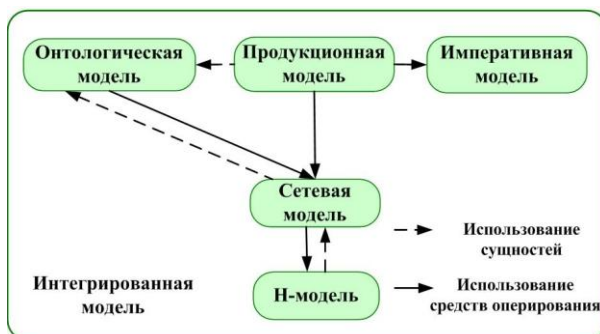 Онтологическая
модель
Продукционная
модель
Императивная
модель
Сетевая
модель
Использование
сущностей
Интегрированная
модель
Н-модель
Использование
средств оперирования